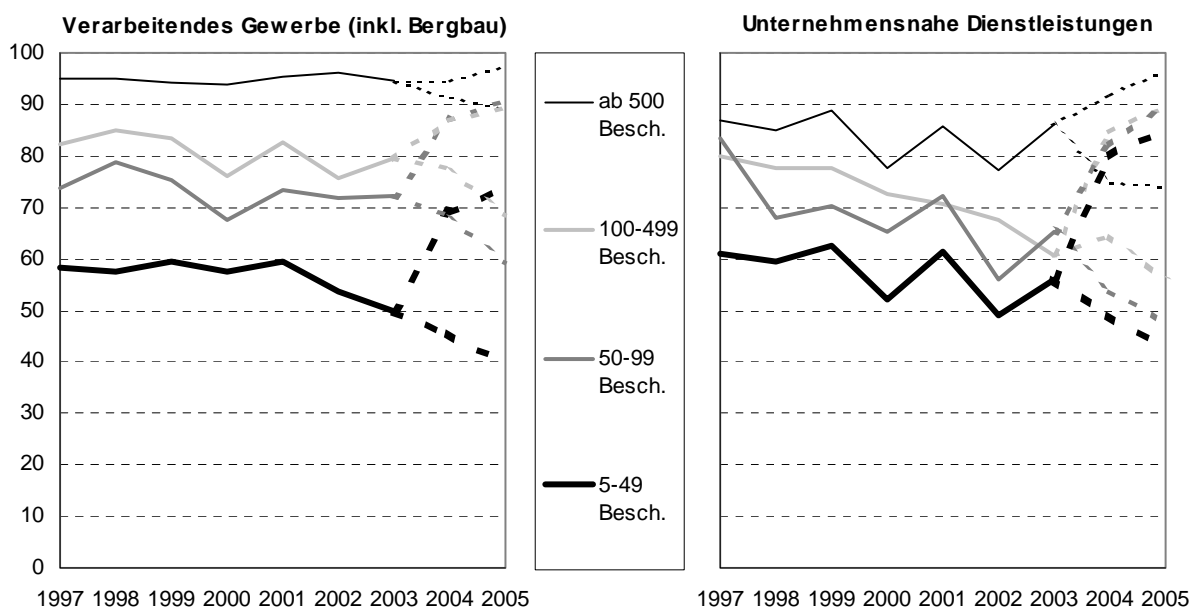 Verarbeitendes Gewerbe (inkl. Bergbau)
Unternehmensnahe Dienstleistungen
100
90
80
70
60
50
40
30
20
10
0
1997 1998 1999 2000 2001 2002 2003 2004 2005
ab 500
Besch.
100-499
Besch.
50-99
Besch.
5-49
Besch.
1997 1998 1999 2000 2001 2002 2003 2004 2005